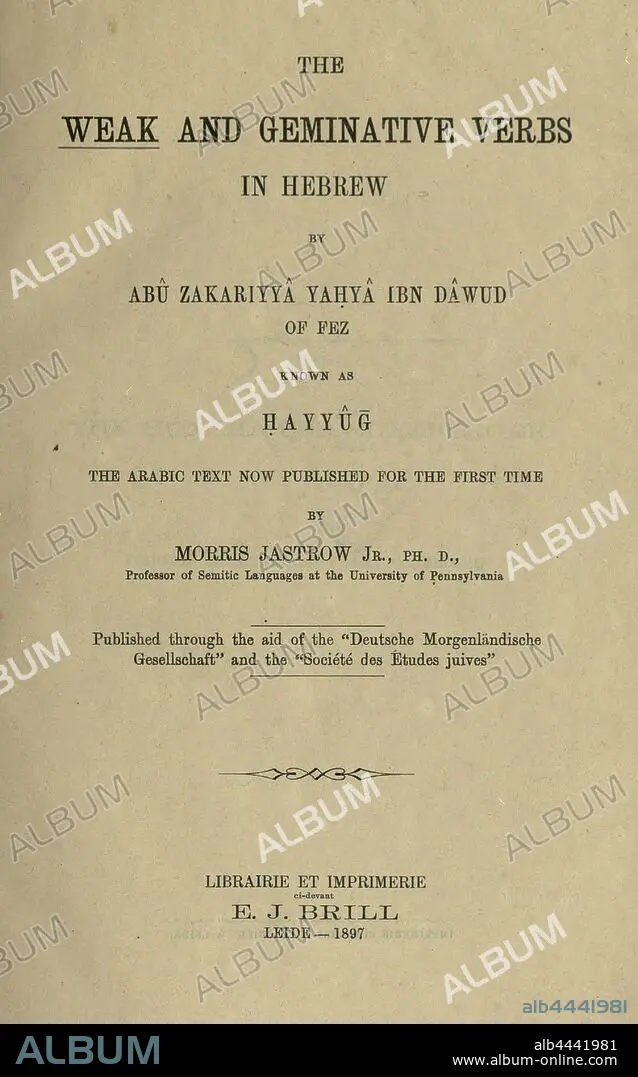 THE
WEAK AND GEMINATIVE VERBS
IN HEBREW
BY
ABÛ ZAKARIYYÂ YAḤYÂ IBN DÂWUD
OF FEZ
KNOWN AS
ḤAYYÛḠ
THE ARABIC TEXT NOW PUBLISHED FOR THE FIRST TIME
BY
MORRIS JASTROW Jr., PH. D.,
Professor of Semitic Languages at the University of Pennsylvania
Published through the aid of the “Deutsche Morgenländische
Gesellschaft” and the “Société des Études juives”
LIBRAIRIE ET IMPRIMERIE
ci-devant
E. J. BRILL
LEIDE — 1897
alb4441981
ALBUM
alb4441981
www.album-online.com